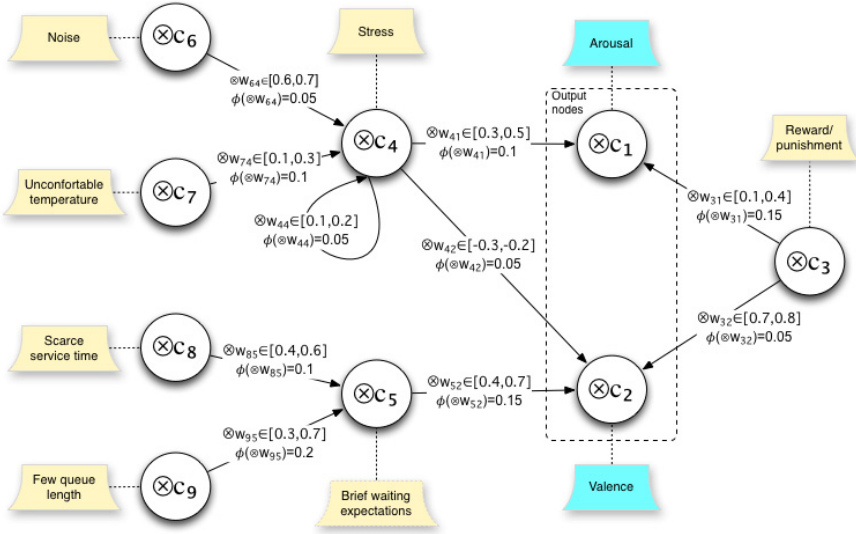 Noise
⊗C₆
Stress
Arousal
⊗w₆₄∈[0.6,0.7]
ϕ(⊗w₆₄)=0.05
Output
nodes
⊗C₄
⊗w₄₁∈[0.3,0.5]
ϕ(⊗w₄₁)=0.1
⊗C₁
Reward/
punishment
Unconfortable
temperature
⊗C₇
⊗w₇₄∈[0.1,0.3]
ϕ(⊗w₇₄)=0.1
⊗w₄₄∈[0.1,0.2]
ϕ(⊗w₄₄)=0.05
⊗w₃₁∈[0.1,0.4]
ϕ(⊗w₃₁)=0.15
⊗w₄₂∈[-0.3,-0.2]
ϕ(⊗w₄₂)=0.05
⊗C₃
Scarce
service time
⊗C₈
⊗w₈₅∈[0.4,0.6]
ϕ(⊗w₈₅)=0.1
⊗w₃₂∈[0.7,0.8]
ϕ(⊗w₃₂)=0.05
⊗C₅
⊗w₅₂∈[0.4,0.7]
ϕ(⊗w₅₂)=0.15
⊗C₂
⊗w₉₅∈[0.3,0.7]
ϕ(⊗w₉₅)=0.2
Few queue
length
⊗C₉
Brief waiting
expectations
Valence